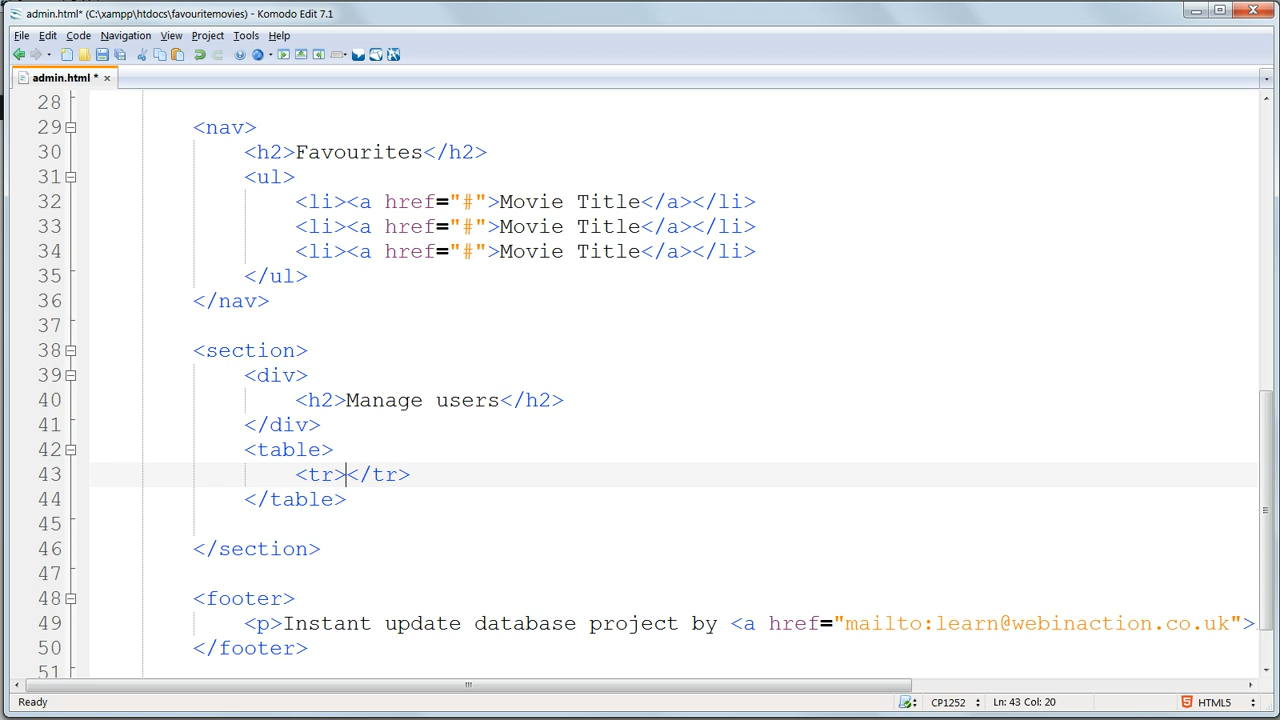 admin.html* (C:\xampp\htdocs\favouritemovies) - Komodo Edit 7.1
File Edit Code Navigation View Project Tools Help
admin.html *
28
29 <nav>
30 <h2>Favourites</h2>
31 <ul>
32 <li><a href="#">Movie Title</a></li>
33 <li><a href="#">Movie Title</a></li>
34 <li><a href="#">Movie Title</a></li>
35 </ul>
36 </nav>
37
38 <section>
39 <div>
40 <h2>Manage users</h2>
41 </div>
42 <table>
43 <tr></tr>
44 </table>
45
46 </section>
47
48 <footer>
49 <p>Instant update database project by <a href="mailto:learn@webinaction.co.uk">
50 </footer>
51
Ready CP1252 Ln: 43 Col: 20 HTML5